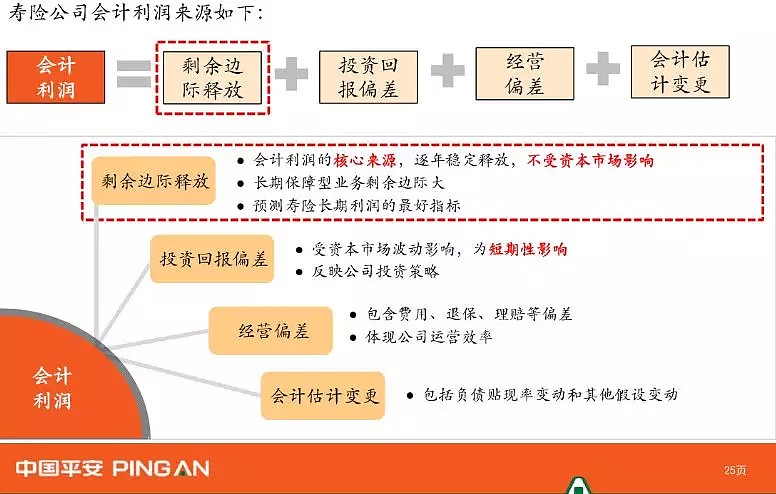 寿险公司会计利润来源如下：
会计
利润
=
剩余边
际释放
+
投资回
报偏差
+
经营
偏差
+
会计估
计变更
剩余边际释放
● 会计利润的核心来源，逐年稳定释放，不受资本市场影响
● 长期保障型业务剩余边际大
● 预测寿险长期利润的最好指标
投资回报偏差
● 受资本市场波动影响，为短期性影响
● 反映公司投资策略
经营偏差
● 包含费用、退保、理赔等偏差
● 体现公司运营效率
会计估计变更
● 包括负债贴现率变动和其他假设变动
会计
利润
中国平安 PING AN
25页